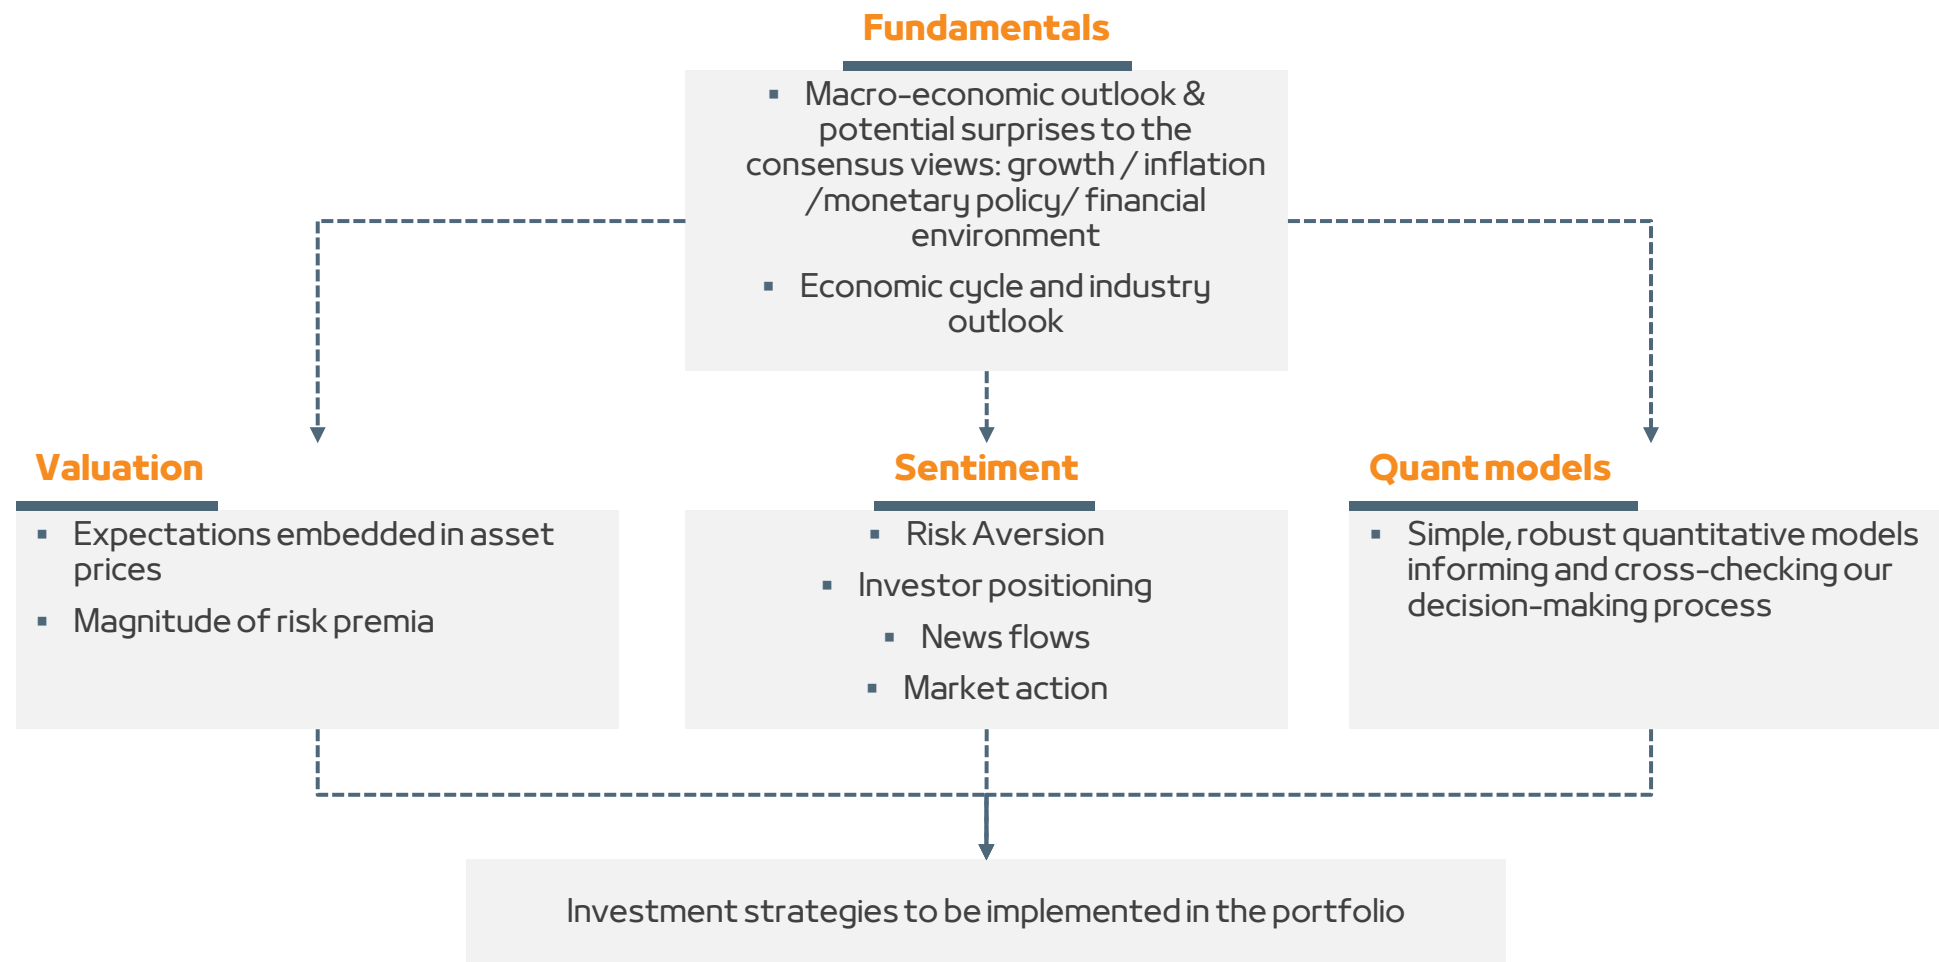 Fundamentals
▪ Macro-economic outlook &
potential surprises to the
consensus views: growth / inflation
/monetary policy/ financial
environment
▪ Economic cycle and industry
outlook
Valuation
▪ Expectations embedded in asset
prices
▪ Magnitude of risk premia
Sentiment
▪ Risk Aversion
▪ Investor positioning
▪ News flows
▪ Market action
Quant models
▪ Simple, robust quantitative models
informing and cross-checking our
decision-making process
Investment strategies to be implemented in the portfolio